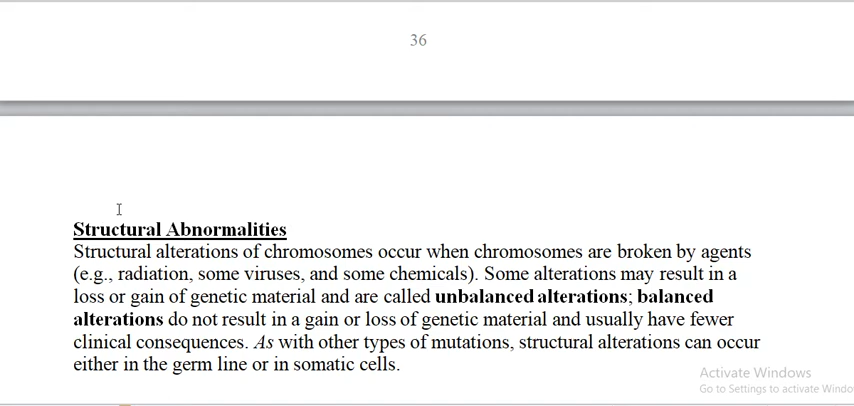 36
Structural Abnormalities
Structural alterations of chromosomes occur when chromosomes are broken by agents
(e.g., radiation, some viruses, and some chemicals). Some alterations may result in a
loss or gain of genetic material and are called unbalanced alterations; balanced
alterations do not result in a gain or loss of genetic material and usually have fewer
clinical consequences. As with other types of mutations, structural alterations can occur
either in the germ line or in somatic cells.
Activate Windows
Go to Settings to activate Windo